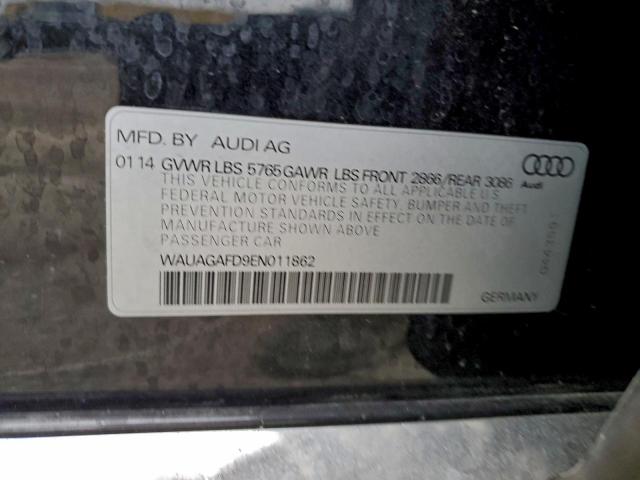 MFD. BY AUDI AG
01 14 GVWR LBS 5765 GAWR LBS FRONT 2866/REAR 3086
Audi
THIS VEHICLE CONFORMS TO ALL APPLICABLE U.S
FEDERAL MOTOR VEHICLE SAFETY, BUMPER AND THEFT
PREVENTION STANDARDS IN EFFECT ON THE DATE OF
MANUFACTURE SHOWN ABOVE
PASSENGER CAR
WAUAGAFD9EN011862
GERMANY